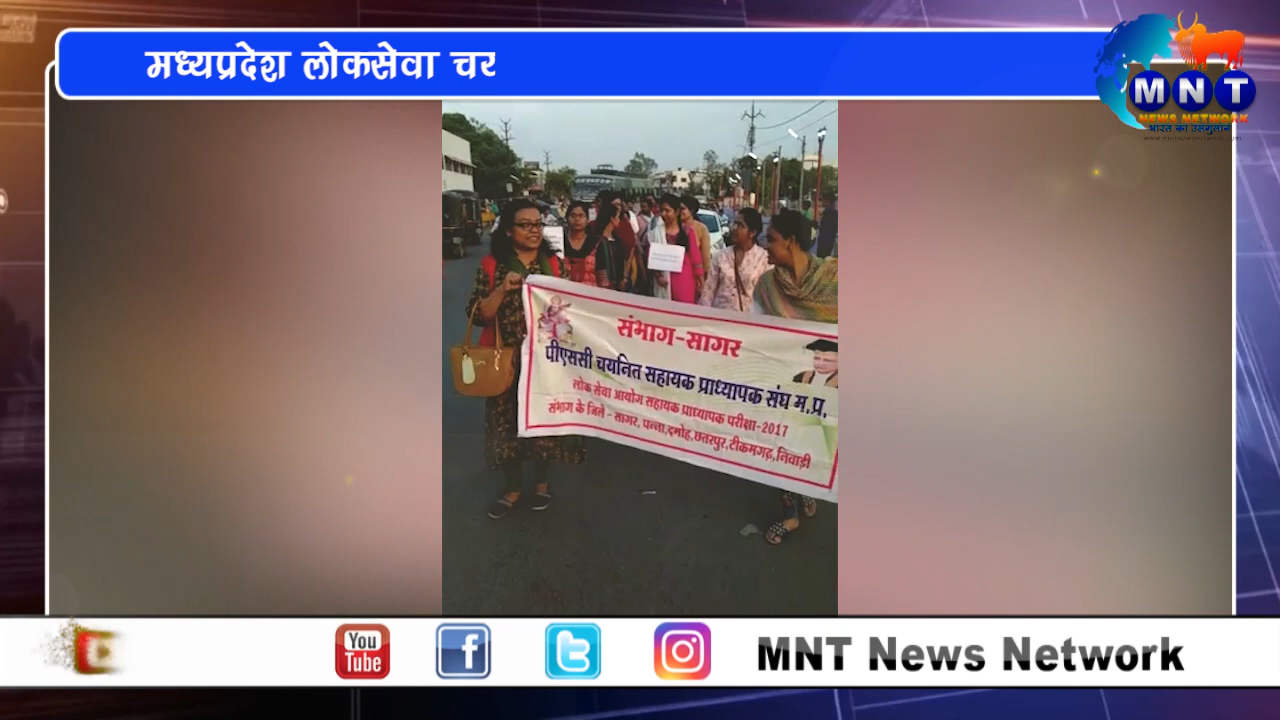 मध्यप्रदेश लोकसेवा चर
MNT
NEWS NETWORK
भारत का उलगुलान
संभाग-सागर
पीएससी चयनित सहायक प्राध्यापक संघ म.प्र.
लोक सेवा आयोग सहायक प्राध्यापक परीक्षा-2017
संभाग के जिले - सागर, पन्ना,दमोह,छतरपुर,टीकमगढ़,निवाड़ी
You
Tube
MNT News Network